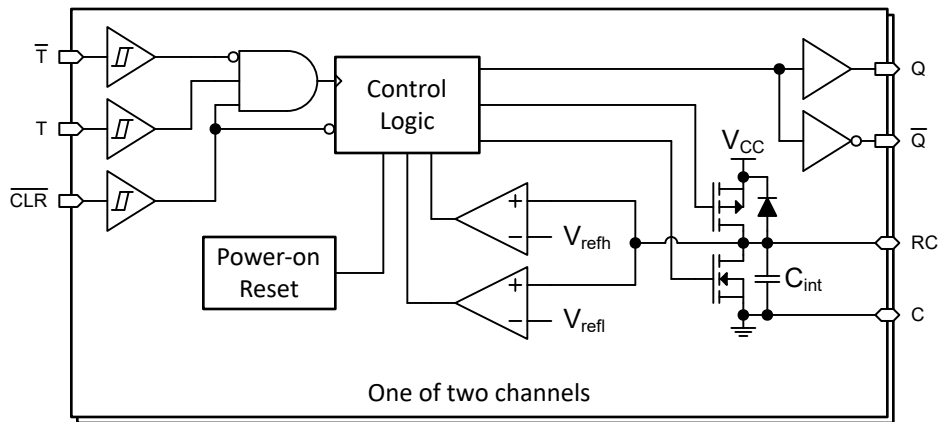 T̅
T
C̅L̅R̅
Control
Logic
Power-on
Reset
+
−
V_refh
+
−
V_refl
V_CC
C_int
Q
Q̅
RC
C
One of two channels